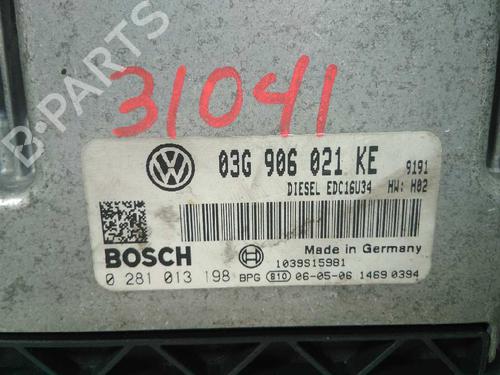 B-PARTS
31041
03G 906 021 KE 9191
DIESEL EDC16U34 HW: H02
BOSCH
Made in Germany
1039S15981
0 281 013 198 BPG 810 06-05-06 1469 0394